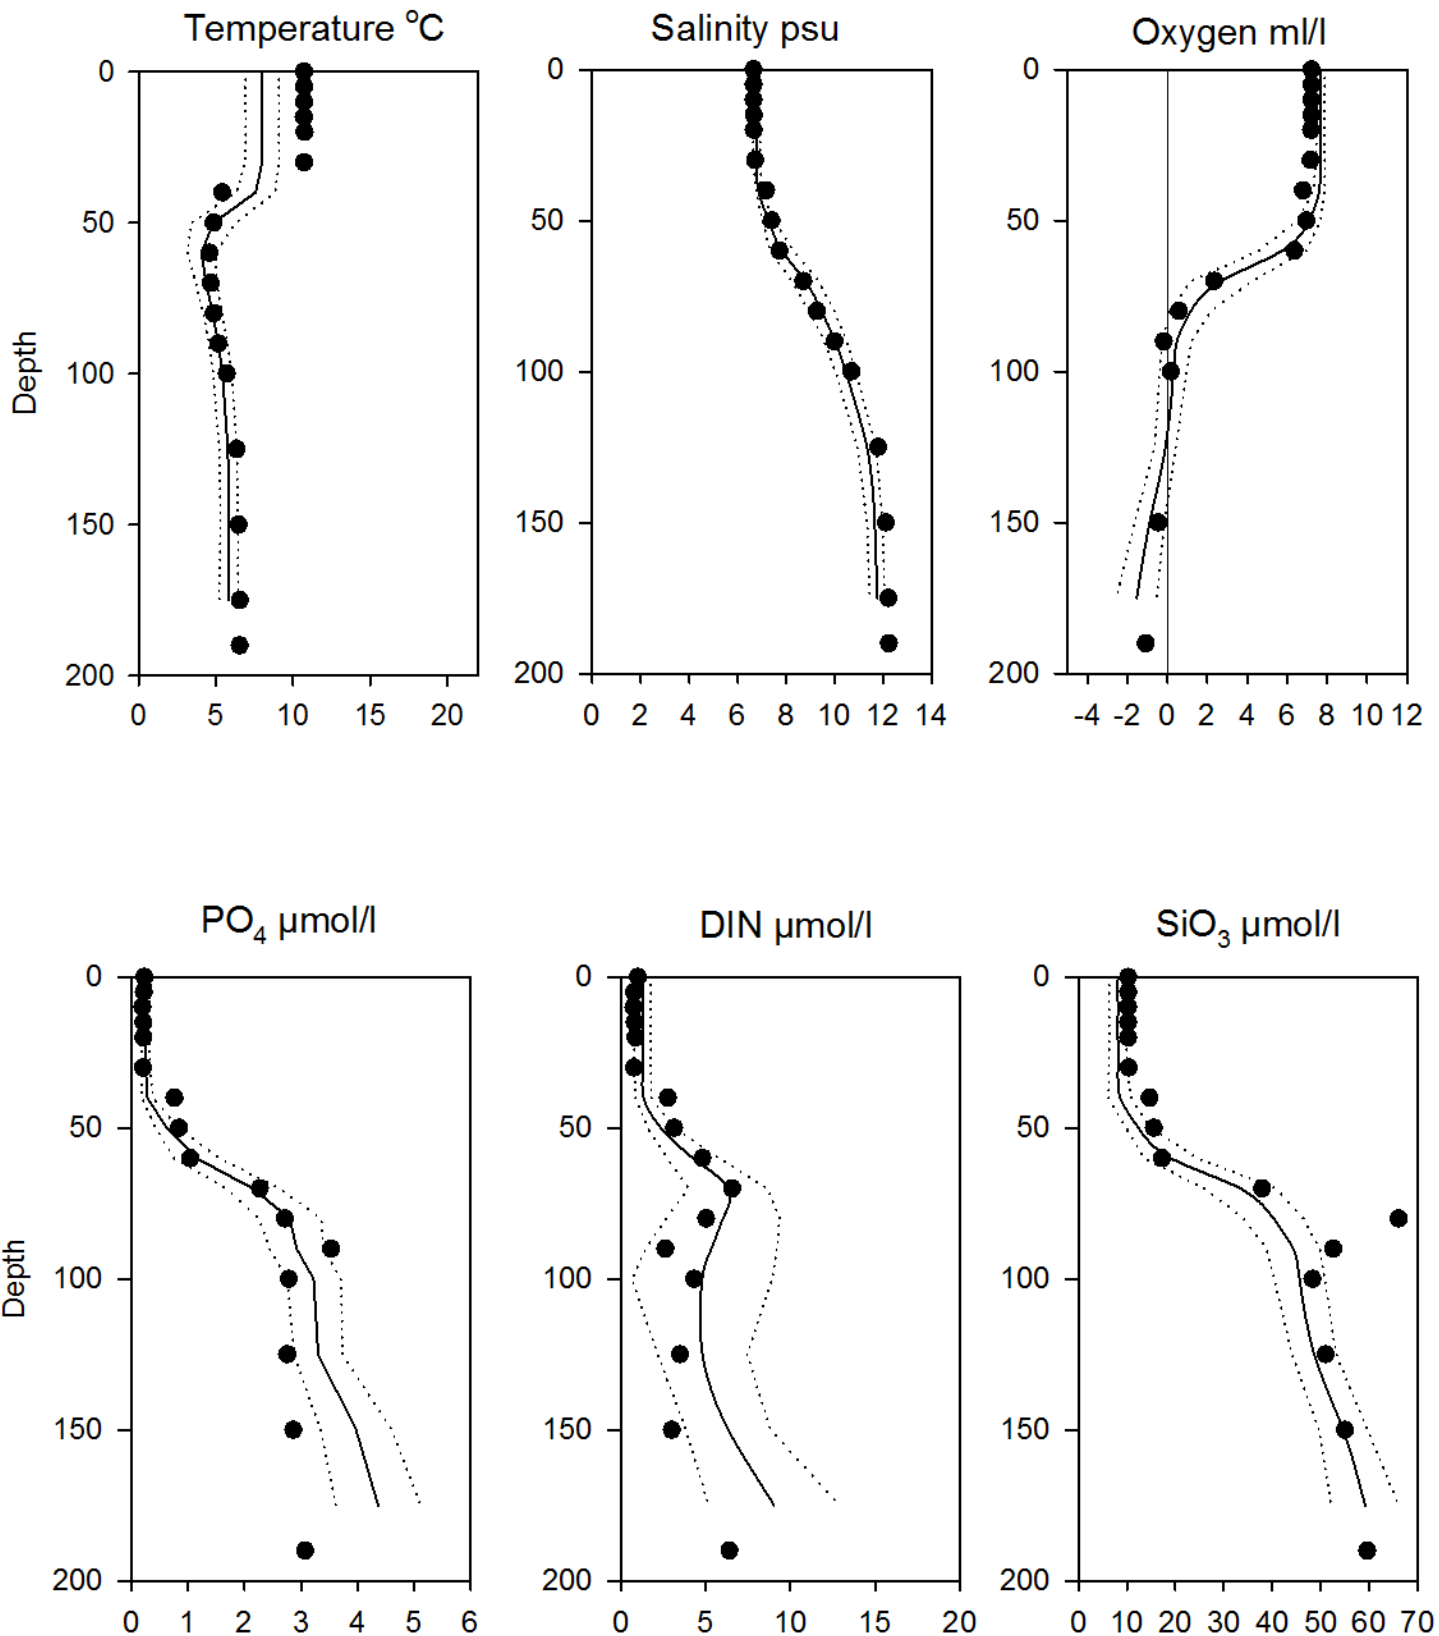 Temperature °C
Salinity psu
Oxygen ml/l
Depth
0
50
100
150
200
0 5 10 15 20
0
50
100
150
200
0 2 4 6 8 10 12 14
0
50
100
150
200
-4 -2 0 2 4 6 8 10 12
PO₄ µmol/l
DIN µmol/l
SiO₃ µmol/l
Depth
0
50
100
150
200
0 1 2 3 4 5 6
0
50
100
150
200
0 5 10 15 20
0
50
100
150
200
0 10 20 30 40 50 60 70